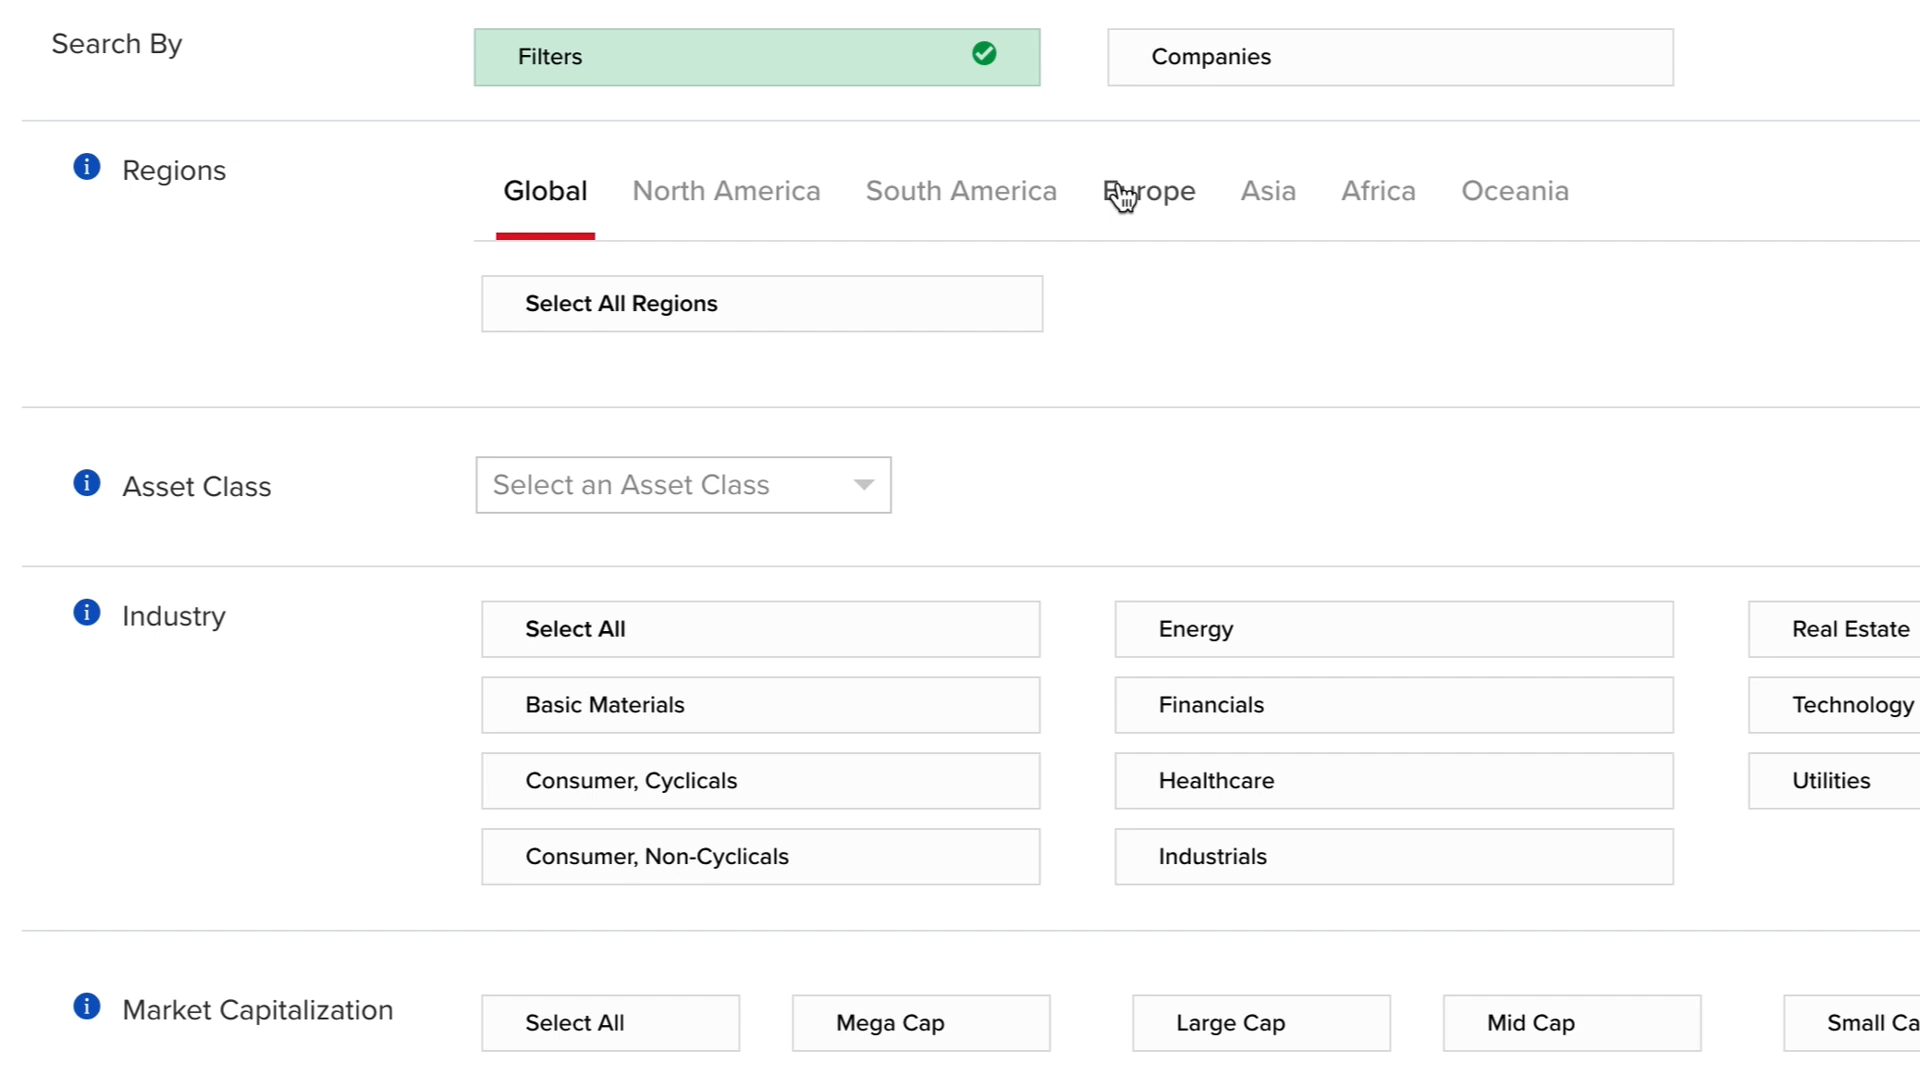 Search By
Filters
Companies
Regions
Global
North America
South America
Europe
Asia
Africa
Oceania
Select All Regions
Asset Class
Select an Asset Class
Industry
Select All
Energy
Real Estate
Basic Materials
Financials
Technology
Consumer, Cyclicals
Healthcare
Utilities
Consumer, Non-Cyclicals
Industrials
Market Capitalization
Select All
Mega Cap
Large Cap
Mid Cap
Small Ca